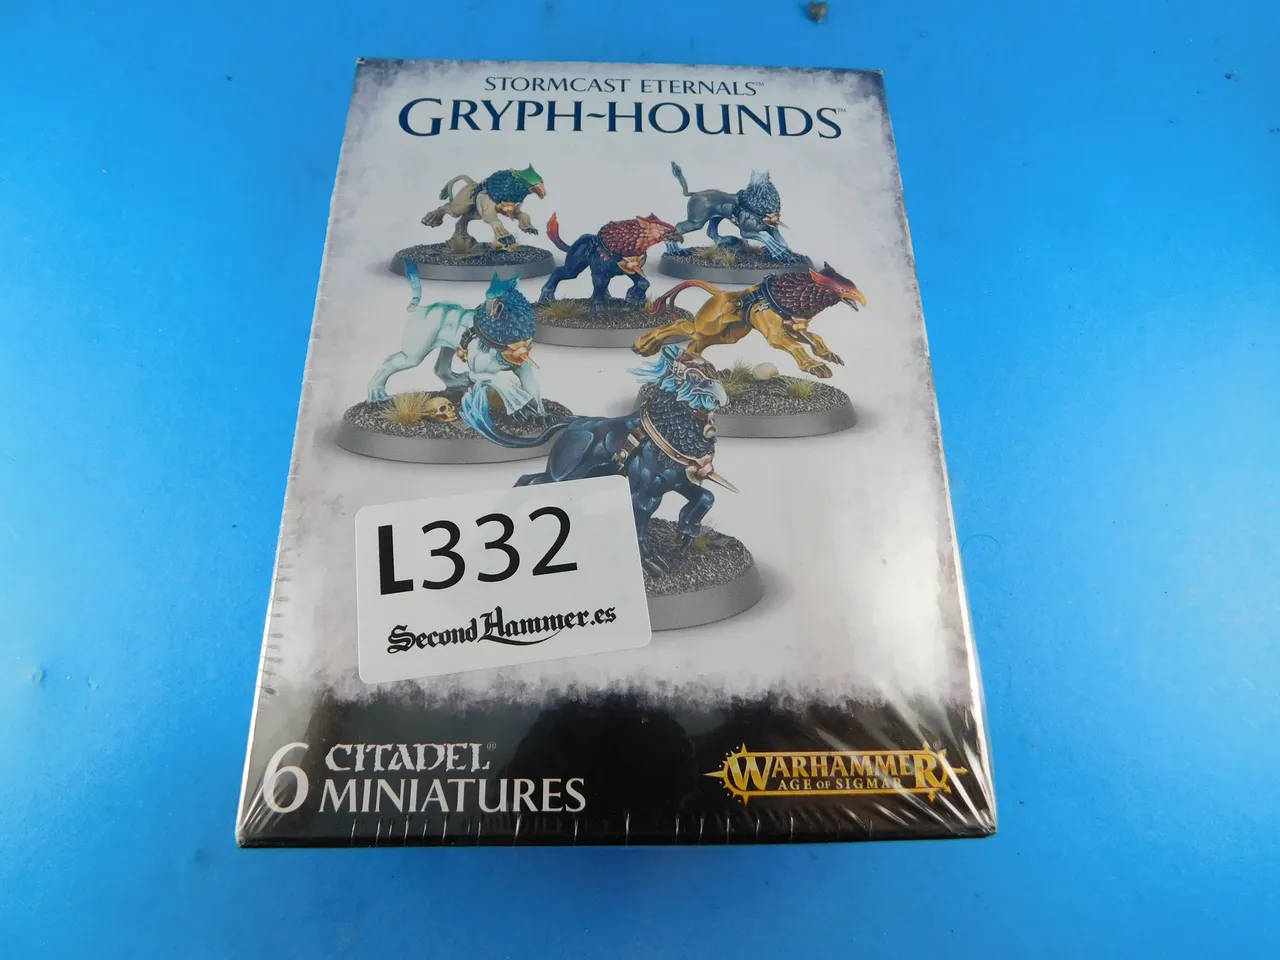 STORMCAST ETERNALS™
GRYPH-HOUNDS™
L332
SecondHammer.es
6 CITADEL®
MINIATURES
WARHAMMER®
AGE OF SIGMAR